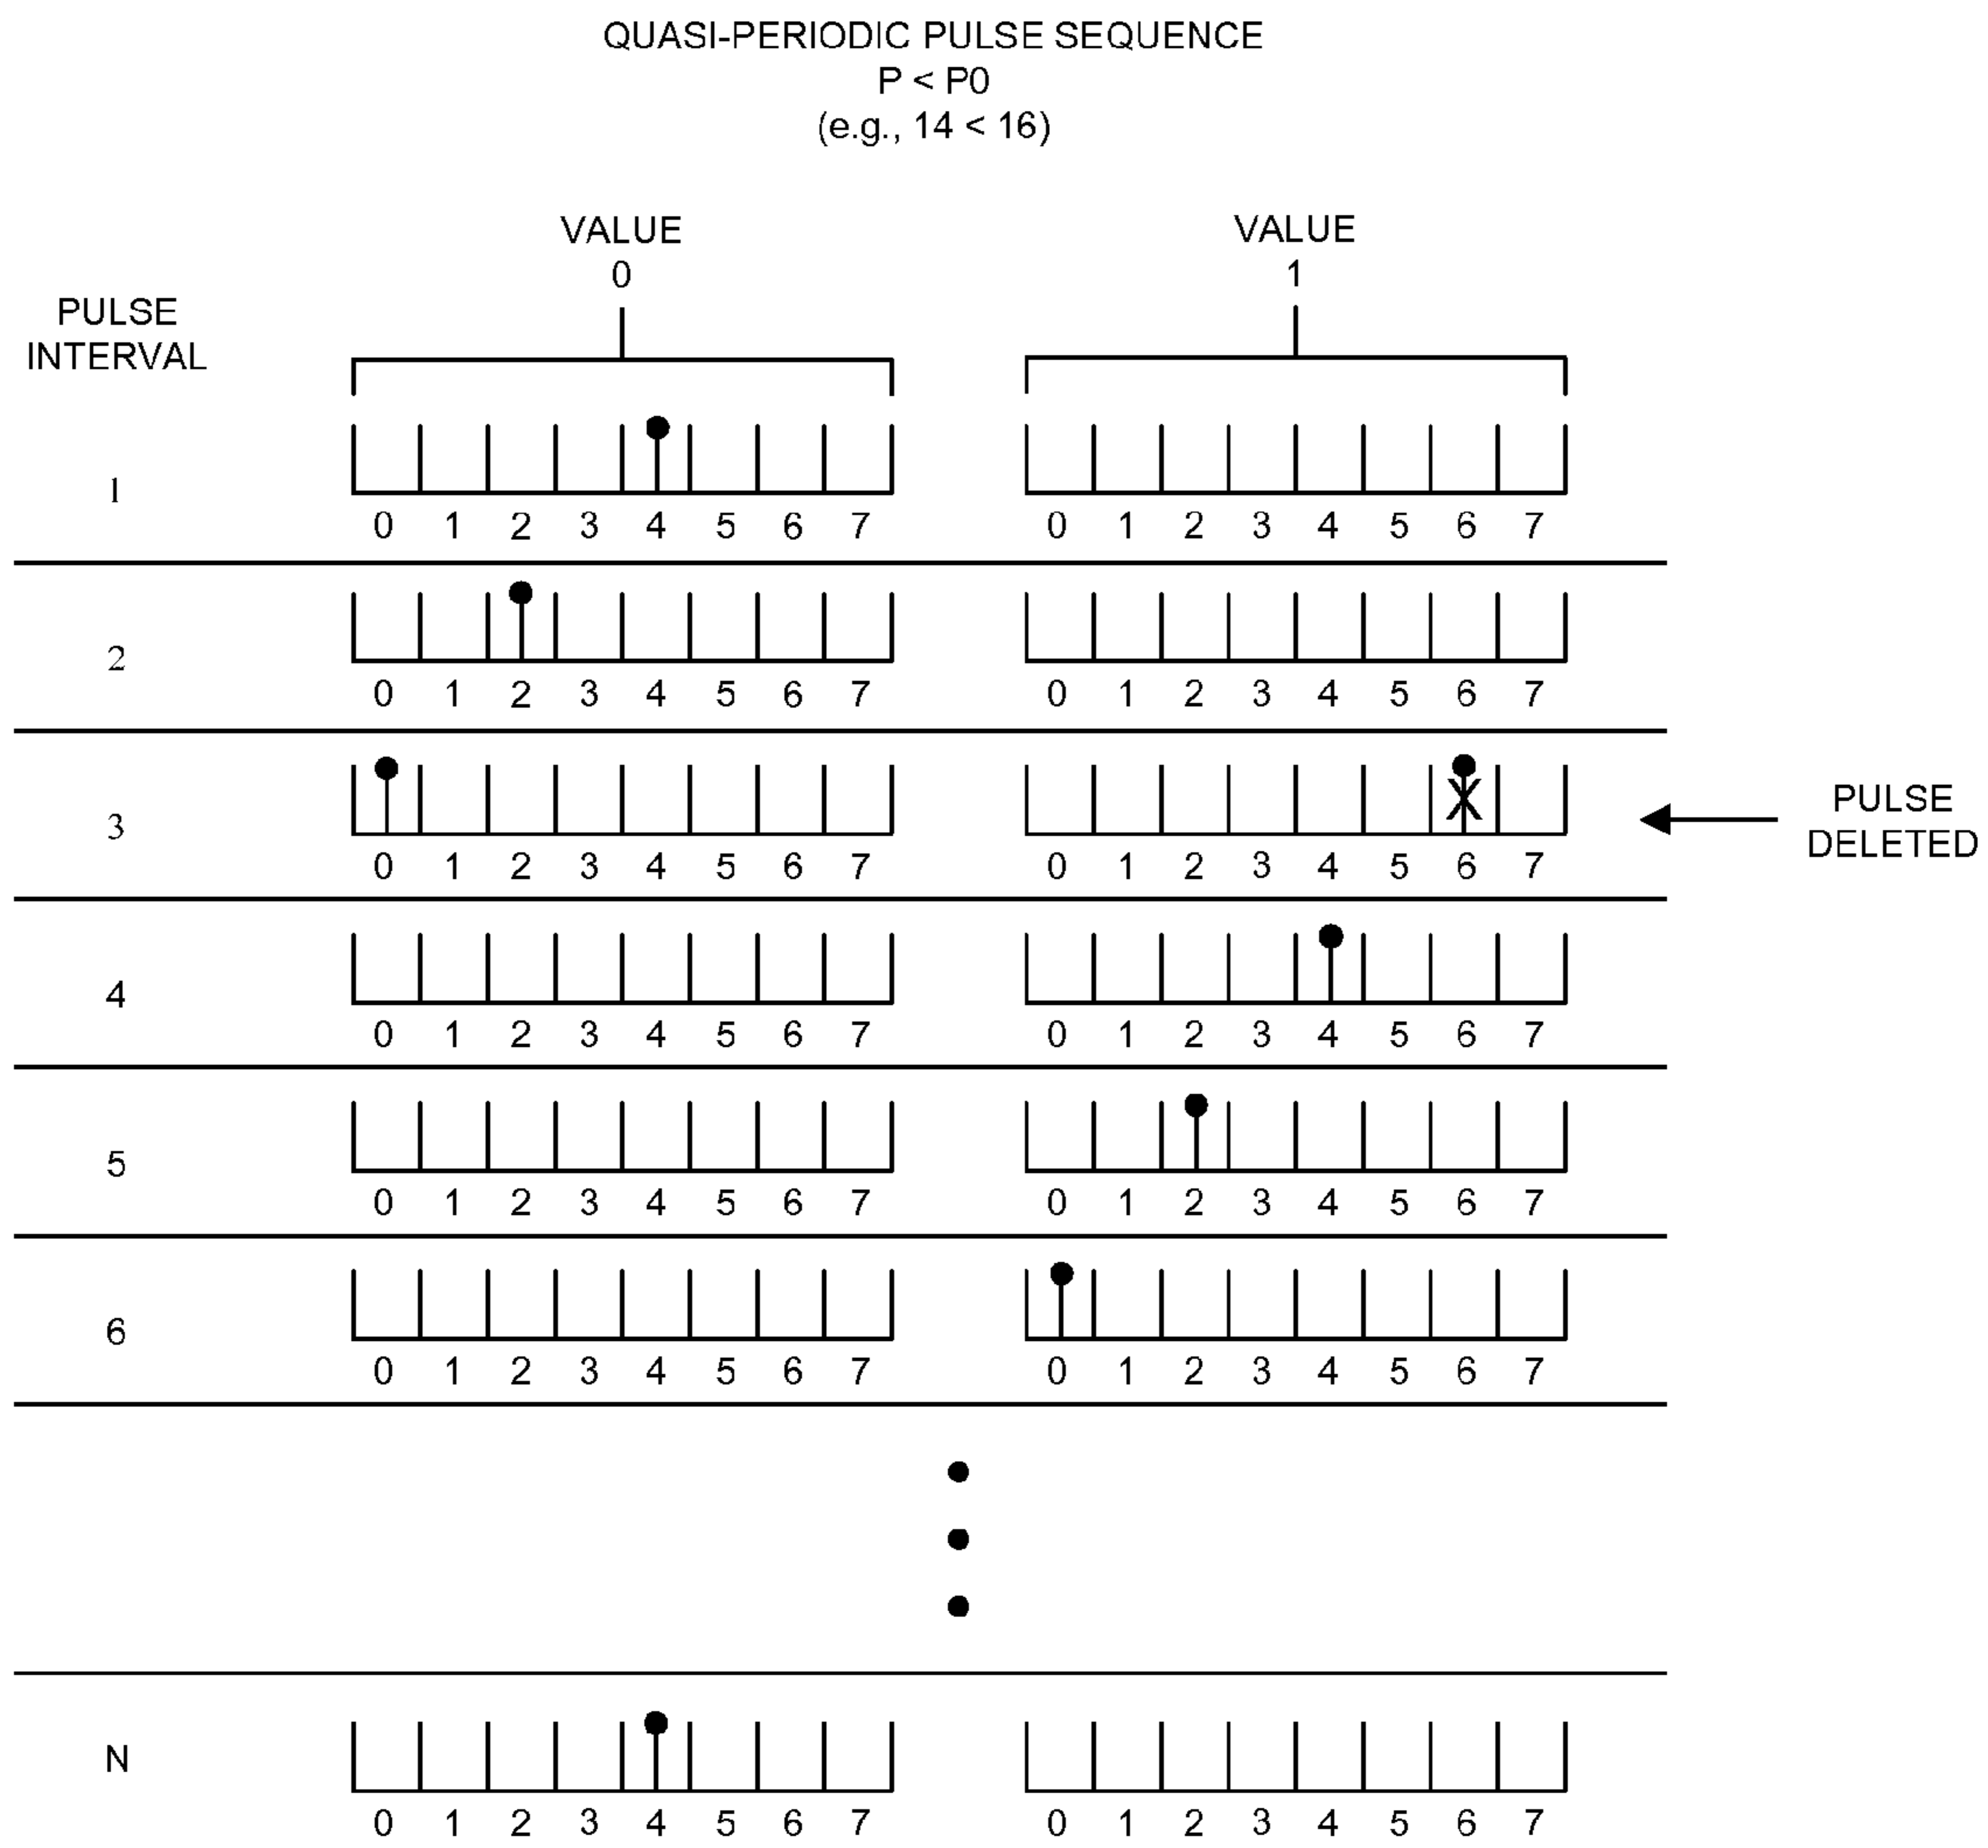 QUASI-PERIODIC PULSE SEQUENCE
P < P0
(e.g., 14 < 16)
VALUE
0
VALUE
1
PULSE
INTERVAL
1
0 1 2 3 4 5 6 7 0 1 2 3 4 5 6 7
2
0 1 2 3 4 5 6 7 0 1 2 3 4 5 6 7
3
X
PULSE
DELETED
0 1 2 3 4 5 6 7 0 1 2 3 4 5 6 7
4
0 1 2 3 4 5 6 7 0 1 2 3 4 5 6 7
5
0 1 2 3 4 5 6 7 0 1 2 3 4 5 6 7
6
0 1 2 3 4 5 6 7 0 1 2 3 4 5 6 7
N
0 1 2 3 4 5 6 7 0 1 2 3 4 5 6 7